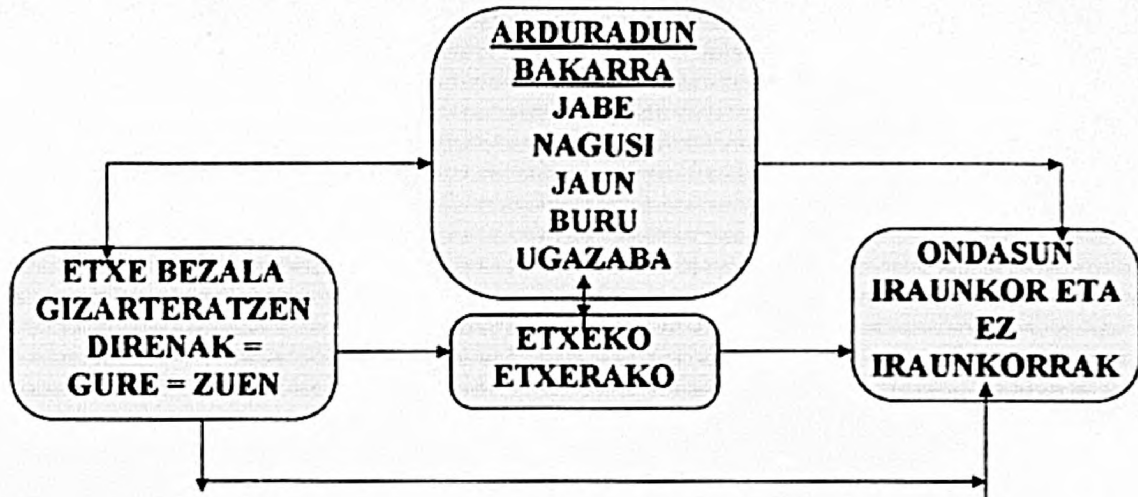 ARDURADUN
BAKARRA
JABE
NAGUSI
JAUN
BURU
UGAZABA
ETXE BEZALA
GIZARTERATZEN
DIRENAK =
GURE = ZUEN
ETXEKO
ETXERAKO
ONDASUN
IRAUNKOR ETA
EZ
IRAUNKORRAK